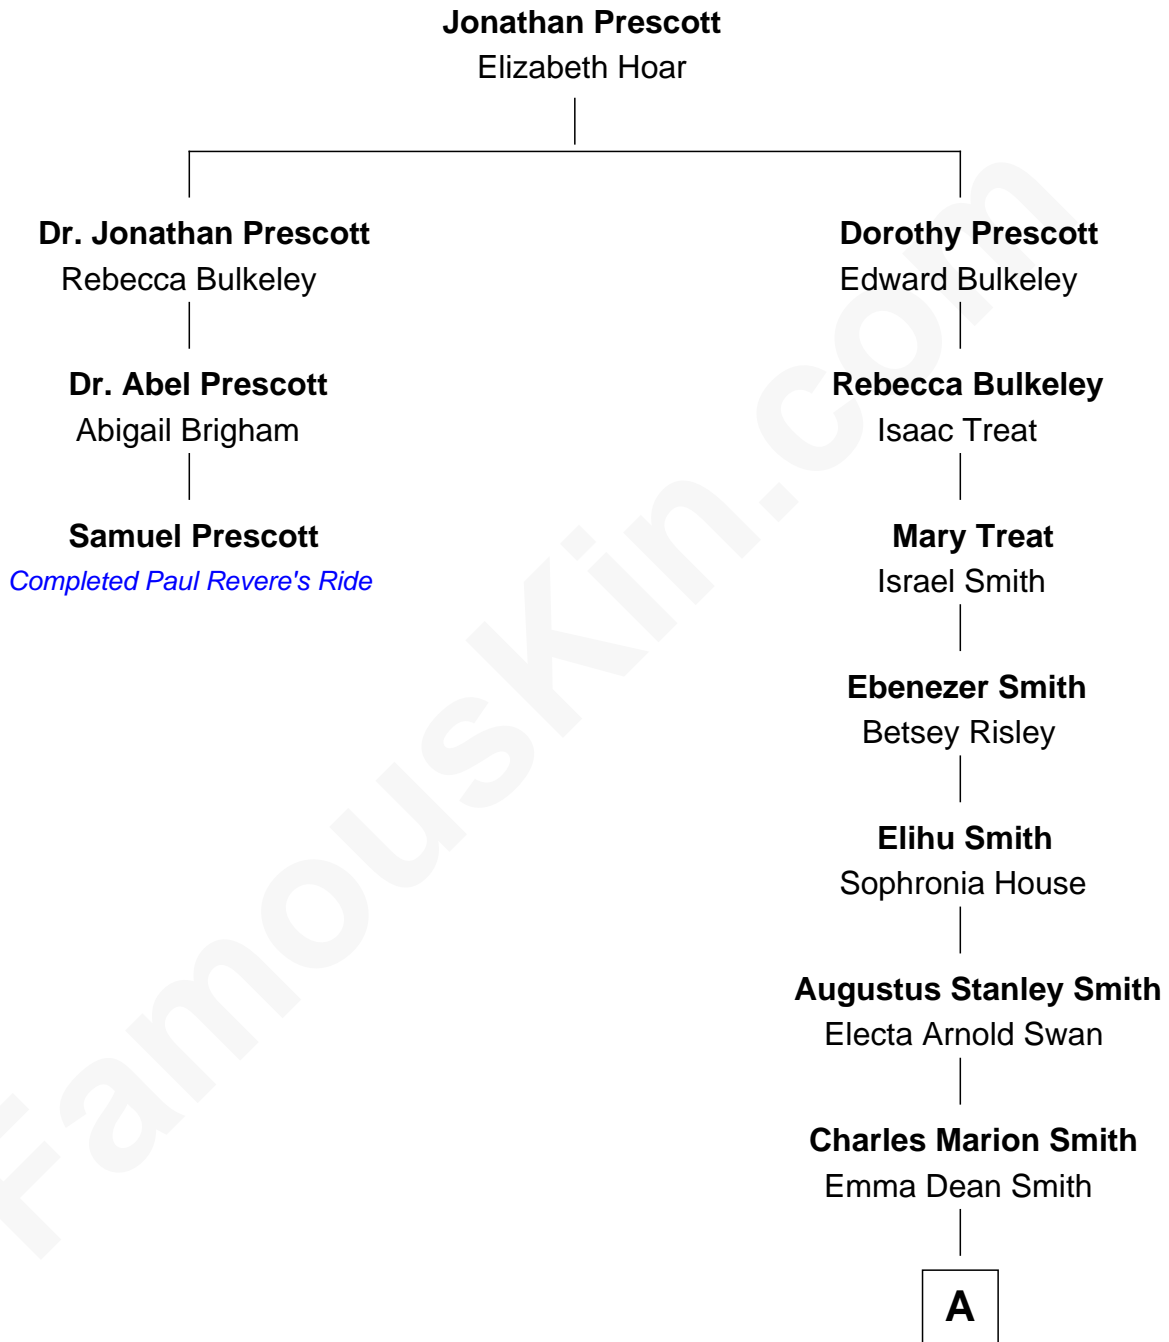 Jonathan Prescott
Elizabeth Hoar
Dr. Jonathan Prescott
Rebecca Bulkeley
Dorothy Prescott
Edward Bulkeley
Dr. Abel Prescott
Abigail Brigham
Rebecca Bulkeley
Isaac Treat
Samuel Prescott
Completed Paul Revere's Ride
Mary Treat
Israel Smith
Ebenezer Smith
Betsey Risley
Elihu Smith
Sophronia House
Augustus Stanley Smith
Electa Arnold Swan
Charles Marion Smith
Emma Dean Smith
A
FamousKin.com